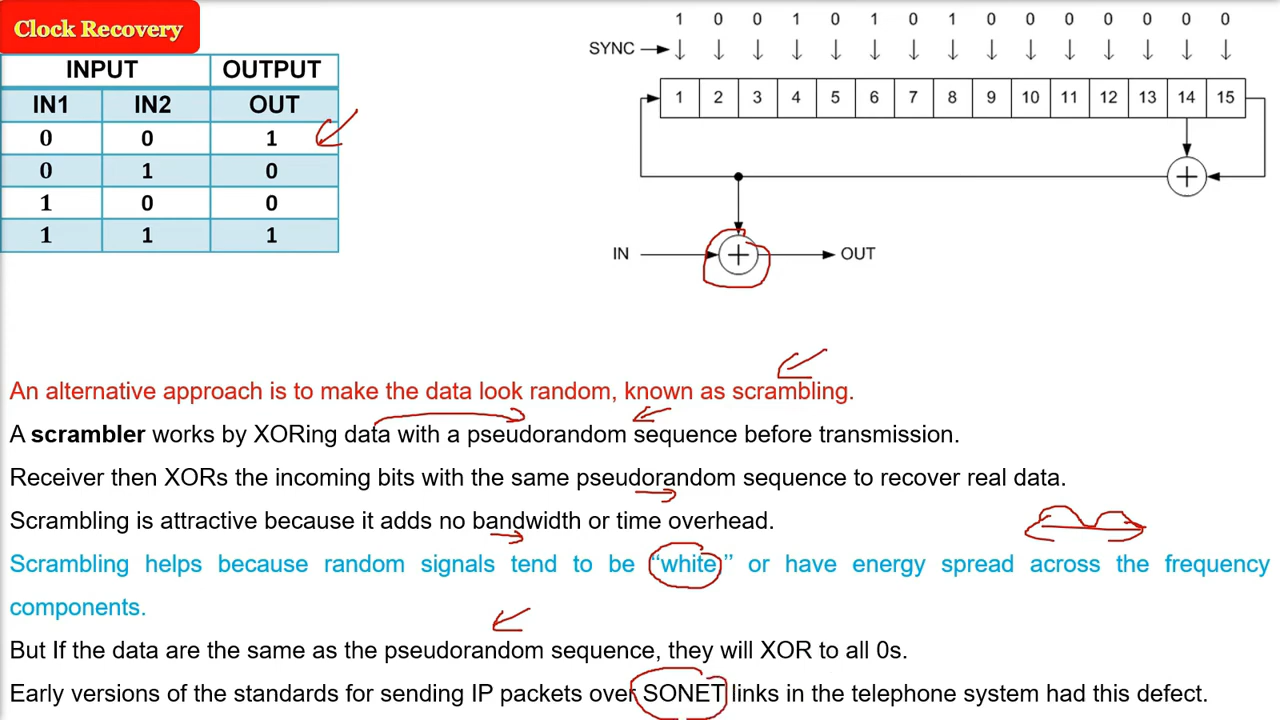 Clock Recovery
INPUT OUTPUT
IN1 IN2 OUT
0 0 1
0 1 0
1 0 0
1 1 1
1 0 0 1 0 1 0 1 0 0 0 0 0 0 0
SYNC
1 2 3 4 5 6 7 8 9 10 11 12 13 14 15
IN OUT
An alternative approach is to make the data look random, known as scrambling.
A scrambler works by XORing data with a pseudorandom sequence before transmission.
Receiver then XORs the incoming bits with the same pseudorandom sequence to recover real data.
Scrambling is attractive because it adds no bandwidth or time overhead.
Scrambling helps because random signals tend to be “white” or have energy spread across the frequency
components.
But If the data are the same as the pseudorandom sequence, they will XOR to all 0s.
Early versions of the standards for sending IP packets over SONET links in the telephone system had this defect.